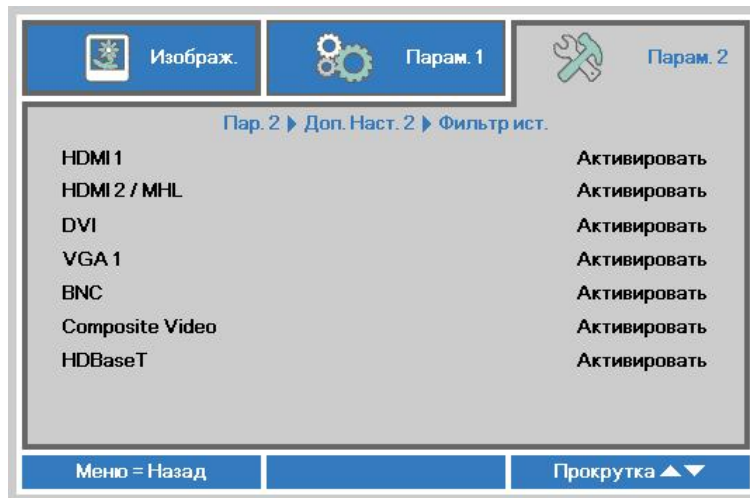 Изображ. Парам. 1 Парам. 2
Пар. 2 ▶ Доп. Наст. 2 ▶ Фильтр ист.
HDMI 1 Активировать
HDMI 2 / MHL Активировать
DVI Активировать
VGA 1 Активировать
BNC Активировать
Composite Video Активировать
HDBaseT Активировать
Меню = Назад Прокрутка ▲▼